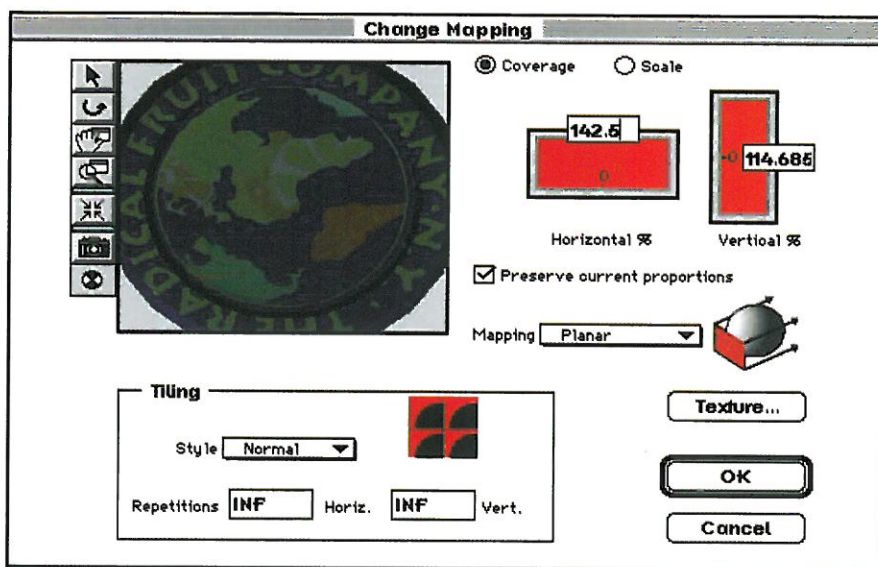 Change Mapping
Coverage
Scale
THE RADICAL FRUIT COMPANY·NY·
142.5
0
Horizontal %
0
114.685
Vertical %
Preserve current proportions
Mapping
Planar
Tiling
Style
Normal
Repetitions INF Horiz. INF Vert.
Texture...
OK
Cancel